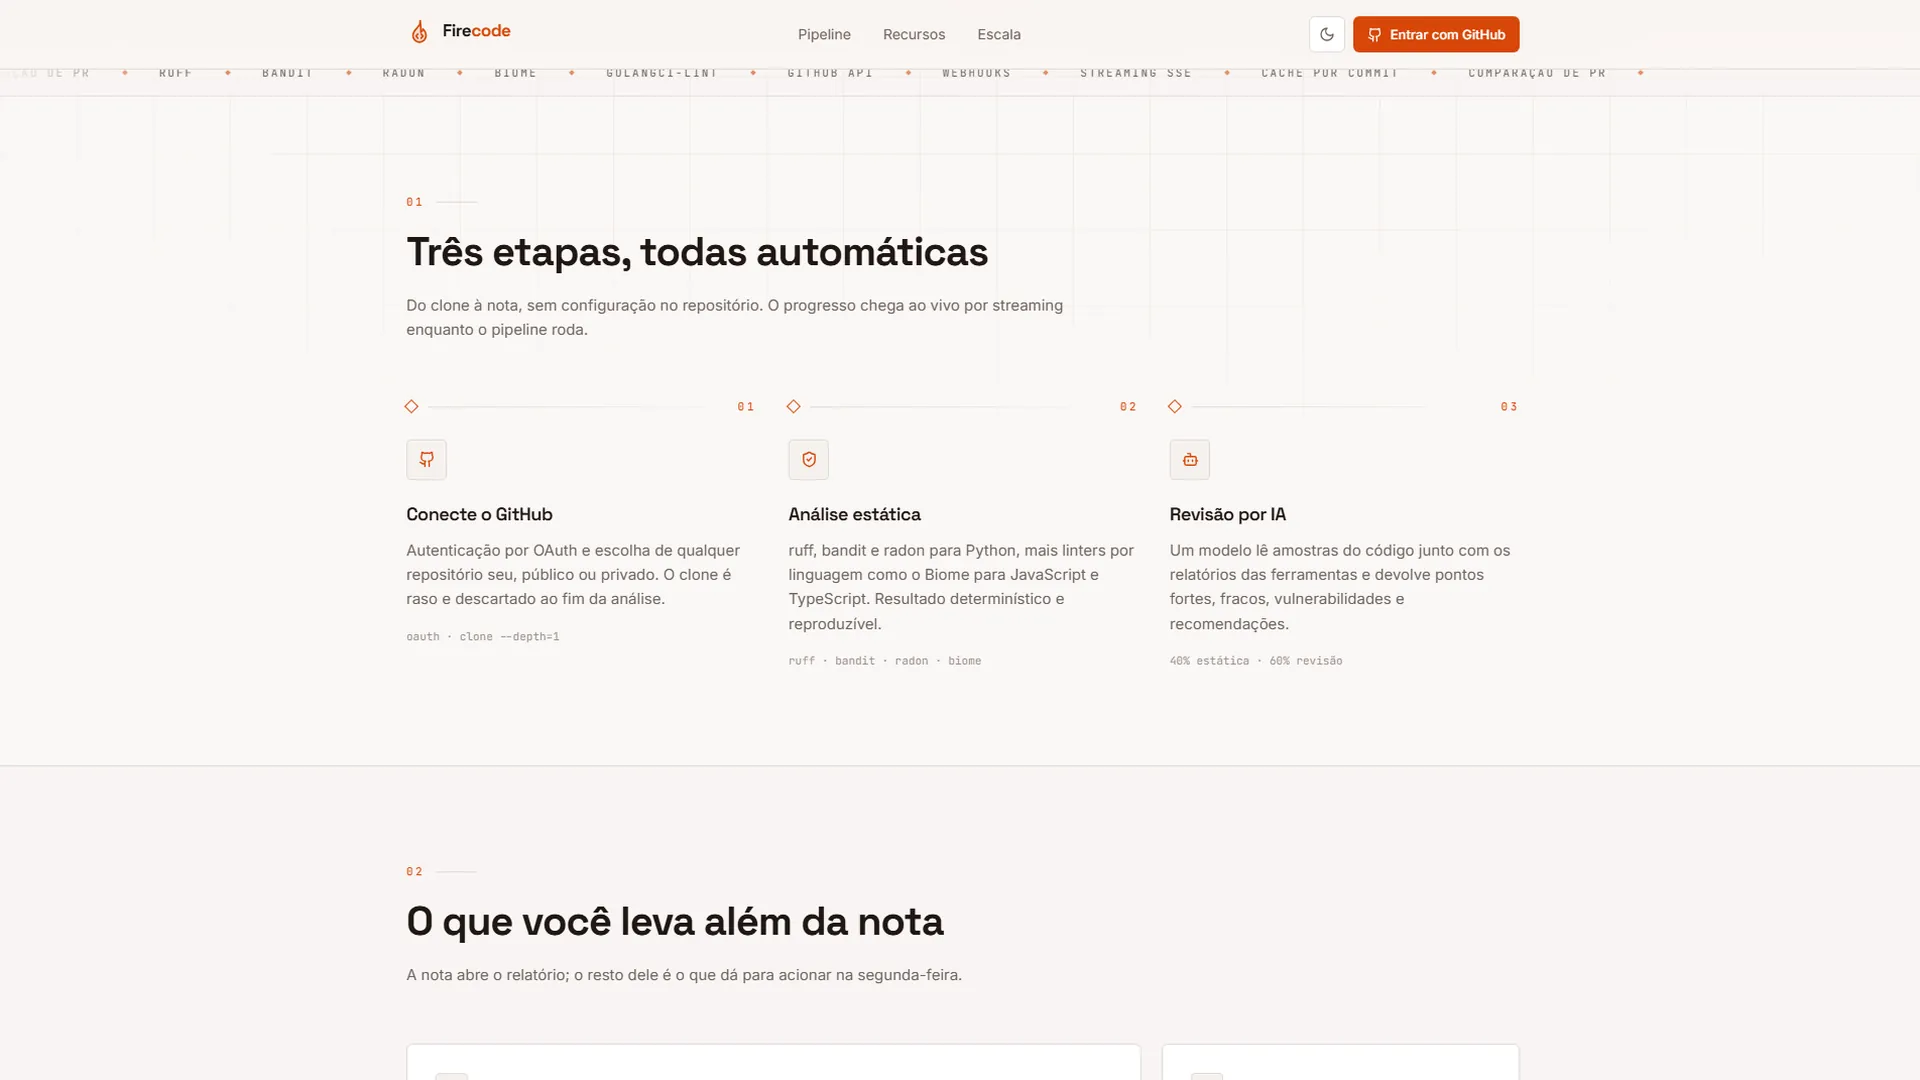 Firecode
Pipeline Recursos Escala
Entrar com GitHub
DE PR RUFF BANDIT RADON BIOME GOLANGCI-LINT GITHUB API WEBHOOKS STREAMING SSE CACHE POR COMMIT COMPARAÇÃO DE PR
01
Três etapas, todas automáticas
Do clone à nota, sem configuração no repositório. O progresso chega ao vivo por streaming
enquanto o pipeline roda.
01
Conecte o GitHub
Autenticação por OAuth e escolha de qualquer
repositório seu, público ou privado. O clone é
raso e descartado ao fim da análise.
oauth · clone --depth=1
02
Análise estática
ruff, bandit e radon para Python, mais linters por
linguagem como o Biome para JavaScript e
TypeScript. Resultado determinístico e
reproduzível.
ruff · bandit · radon · biome
03
Revisão por IA
Um modelo lê amostras do código junto com os
relatórios das ferramentas e devolve pontos
fortes, fracos, vulnerabilidades e
recomendações.
40% estática · 60% revisão
02
O que você leva além da nota
A nota abre o relatório; o resto dele é o que dá para acionar na segunda-feira.